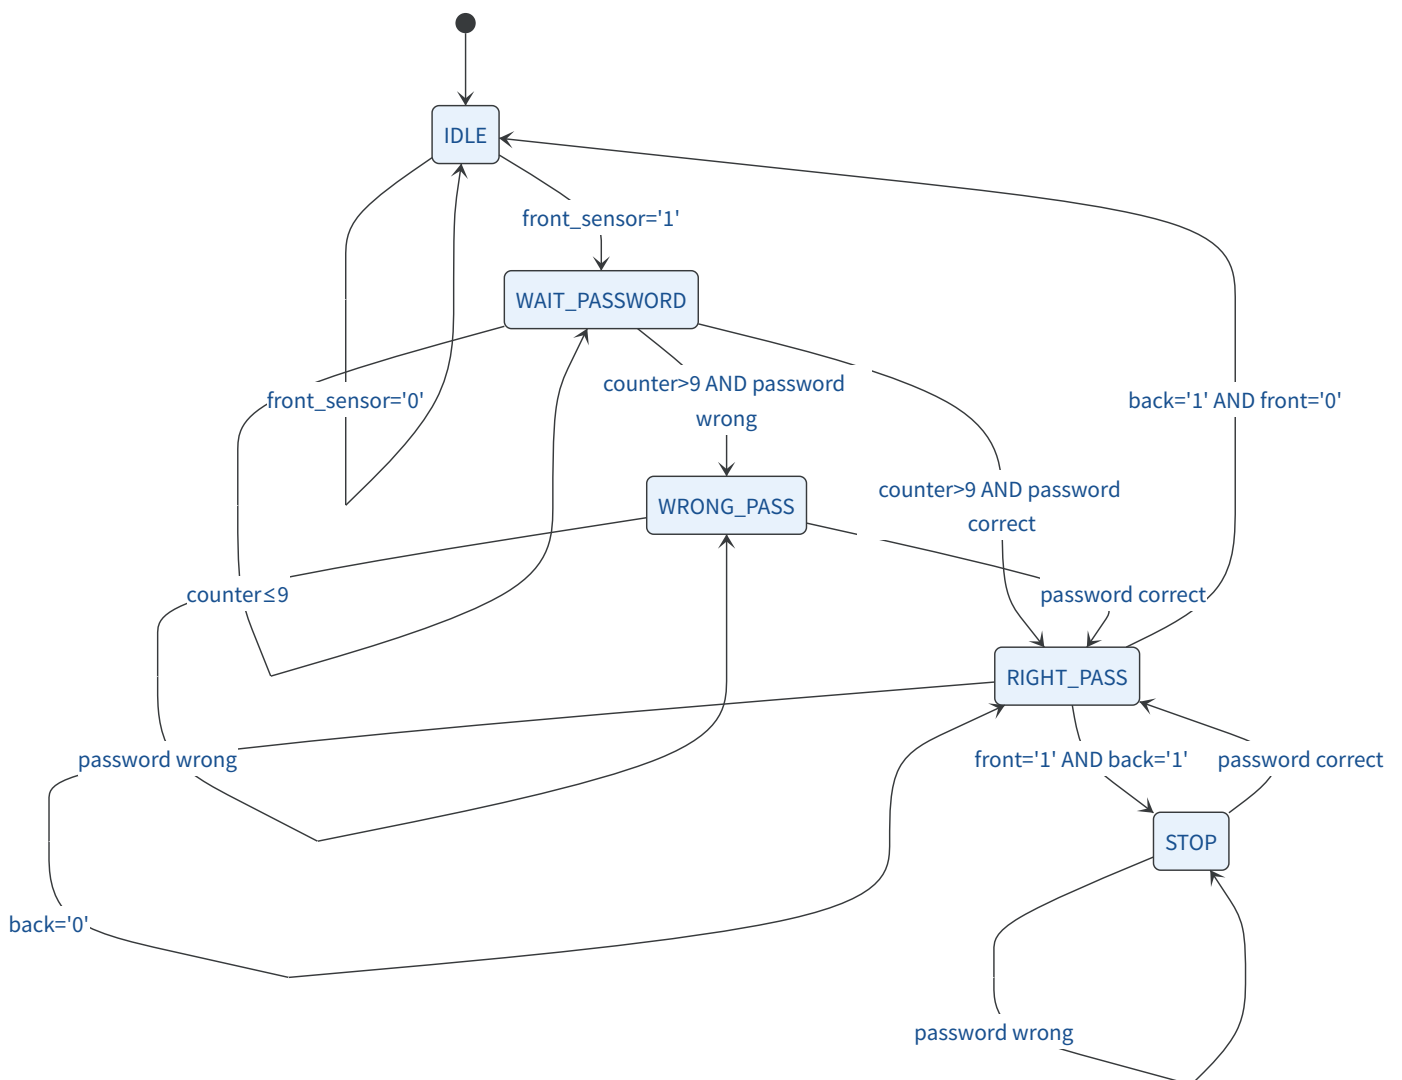 IDLE
front_sensor='1'
WAIT_PASSWORD
counter>9 AND password
wrong
front_sensor='0'
back='1' AND front='0'
counter>9 AND password
correct
WRONG_PASS
counter≤9
password correct
RIGHT_PASS
password wrong
front='1' AND back='1'
password correct
STOP
back='0'
password wrong